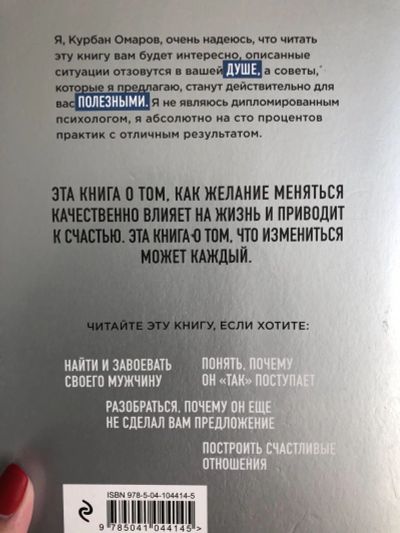 Я, Курбан Омаров, очень надеюсь, что читать
эту книгу вам будет интересно, описанные
ситуации отзовутся в вашей ДУШЕ, а советы,
которые я предлагаю, станут действительно для
вас ПОЛЕЗНЫМИ. Я не являюсь дипломированным
психологом, я абсолютно на сто процентов
практик с отличным результатом.
ЭТА КНИГА О ТОМ, КАК ЖЕЛАНИЕ МЕНЯТЬСЯ
КАЧЕСТВЕННО ВЛИЯЕТ НА ЖИЗНЬ И ПРИВОДИТ
К СЧАСТЬЮ. ЭТА КНИГА О ТОМ, ЧТО ИЗМЕНИТЬСЯ
МОЖЕТ КАЖДЫЙ.
ЧИТАЙТЕ ЭТУ КНИГУ, ЕСЛИ ХОТИТЕ:
НАЙТИ И ЗАВОЕВАТЬ
СВОЕГО МУЖЧИНУ
ПОНЯТЬ, ПОЧЕМУ
ОН «ТАК» ПОСТУПАЕТ
РАЗОБРАТЬСЯ, ПОЧЕМУ ОН ЕЩЕ
НЕ СДЕЛАЛ ВАМ ПРЕДЛОЖЕНИЕ
ПОСТРОИТЬ СЧАСТЛИВЫЕ
ОТНОШЕНИЯ
ISBN 978-5-04-104414-5
9 785041 044145 >